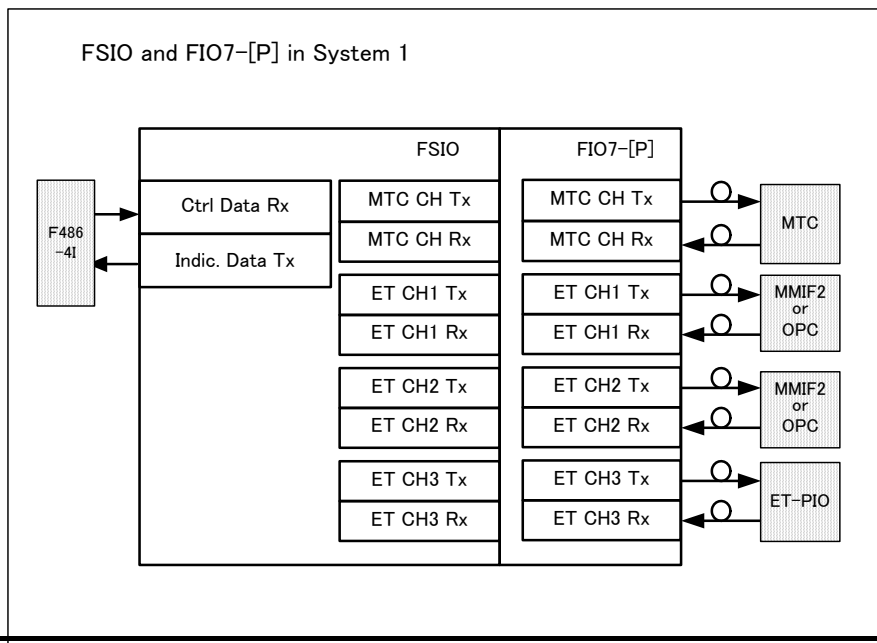 FSIO and FIO7-[P] in System 1
FSIO
FIO7-[P]
F486
-4I
Ctrl Data Rx
Indic. Data Tx
MTC CH Tx
MTC CH Rx
ET CH1 Tx
ET CH1 Rx
ET CH2 Tx
ET CH2 Rx
ET CH3 Tx
ET CH3 Rx
MTC CH Tx
MTC CH Rx
ET CH1 Tx
ET CH1 Rx
ET CH2 Tx
ET CH2 Rx
ET CH3 Tx
ET CH3 Rx
MTC
MMIF2
or
OPC
MMIF2
or
OPC
ET-PIO